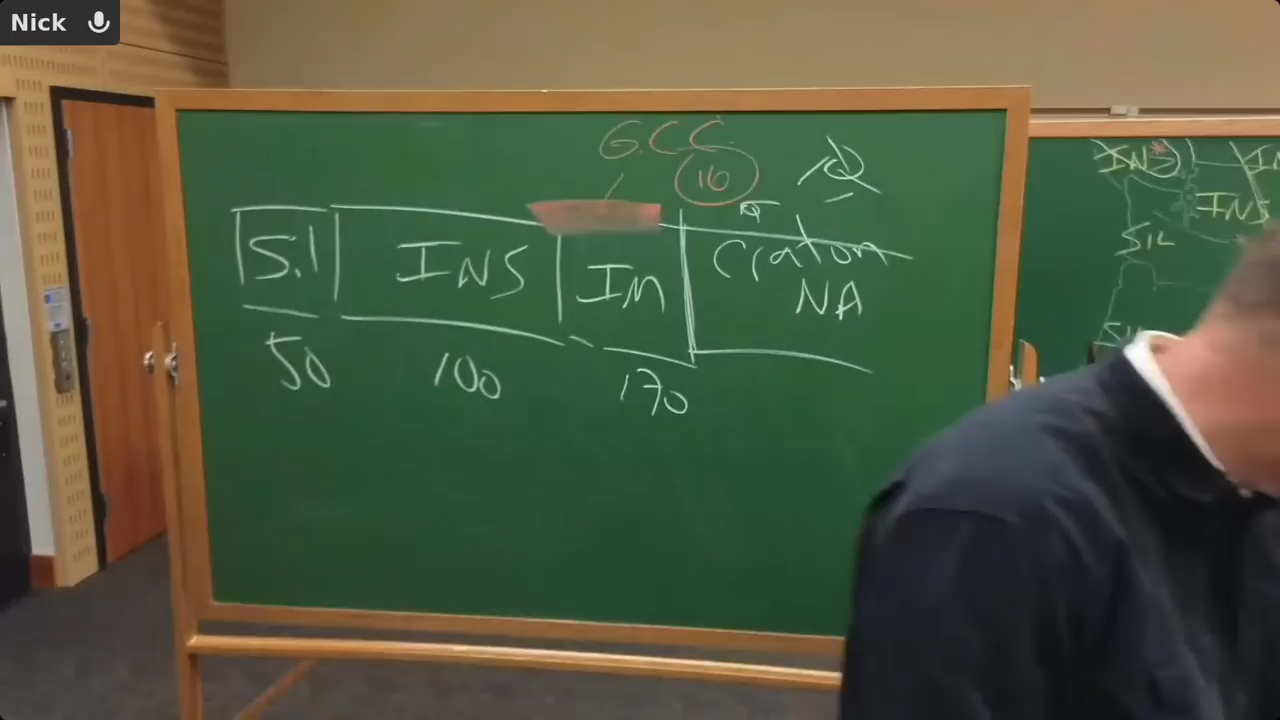 Nick
G.C.C.
16
S.I INS IM Craton
NA
50 100 170
INS
INS
SIL